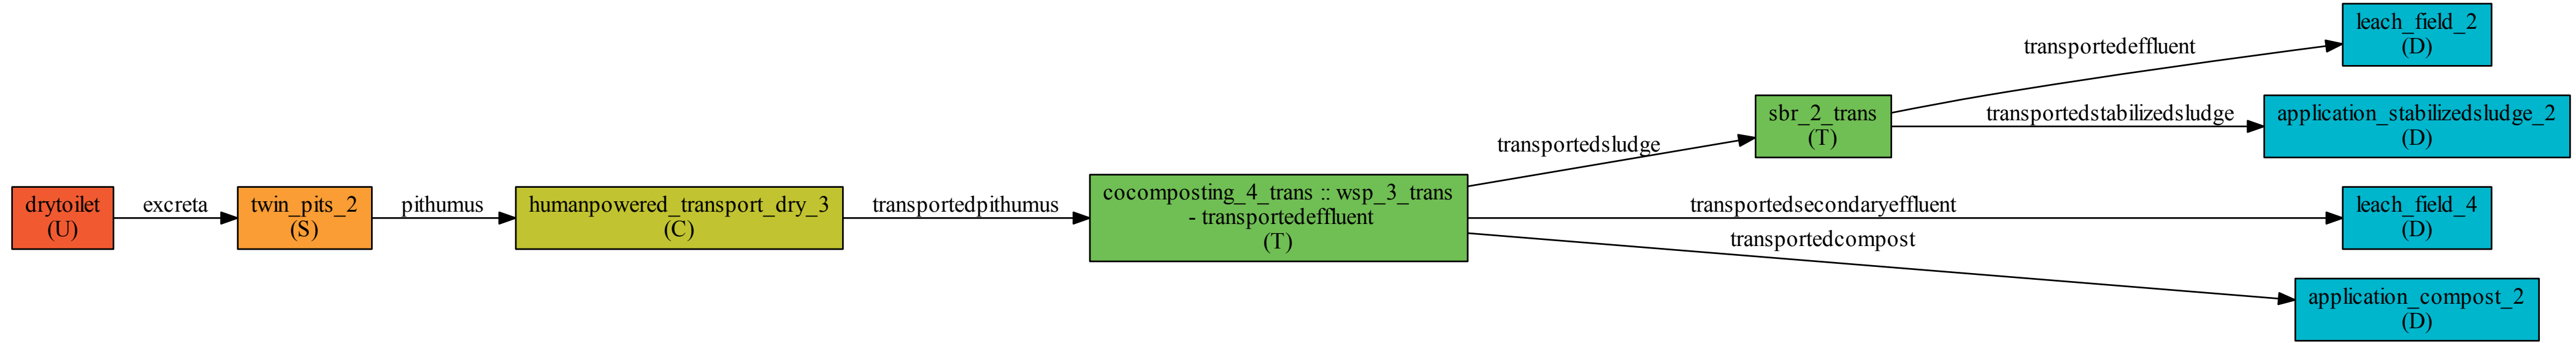 drytoilet
(U)
excreta
twin_pits_2
(S)
pithumus
humanpowered_transport_dry_3
(C)
transportedpithumus
cocomposting_4_trans :: wsp_3_trans
- transportedeffluent
(T)
transportedsludge
transportedsecondaryeffluent
transportedcompost
sbr_2_trans
(T)
transportedeffluent
transportedstabilizedsludge
leach_field_2
(D)
application_stabilizedsludge_2
(D)
leach_field_4
(D)
application_compost_2
(D)